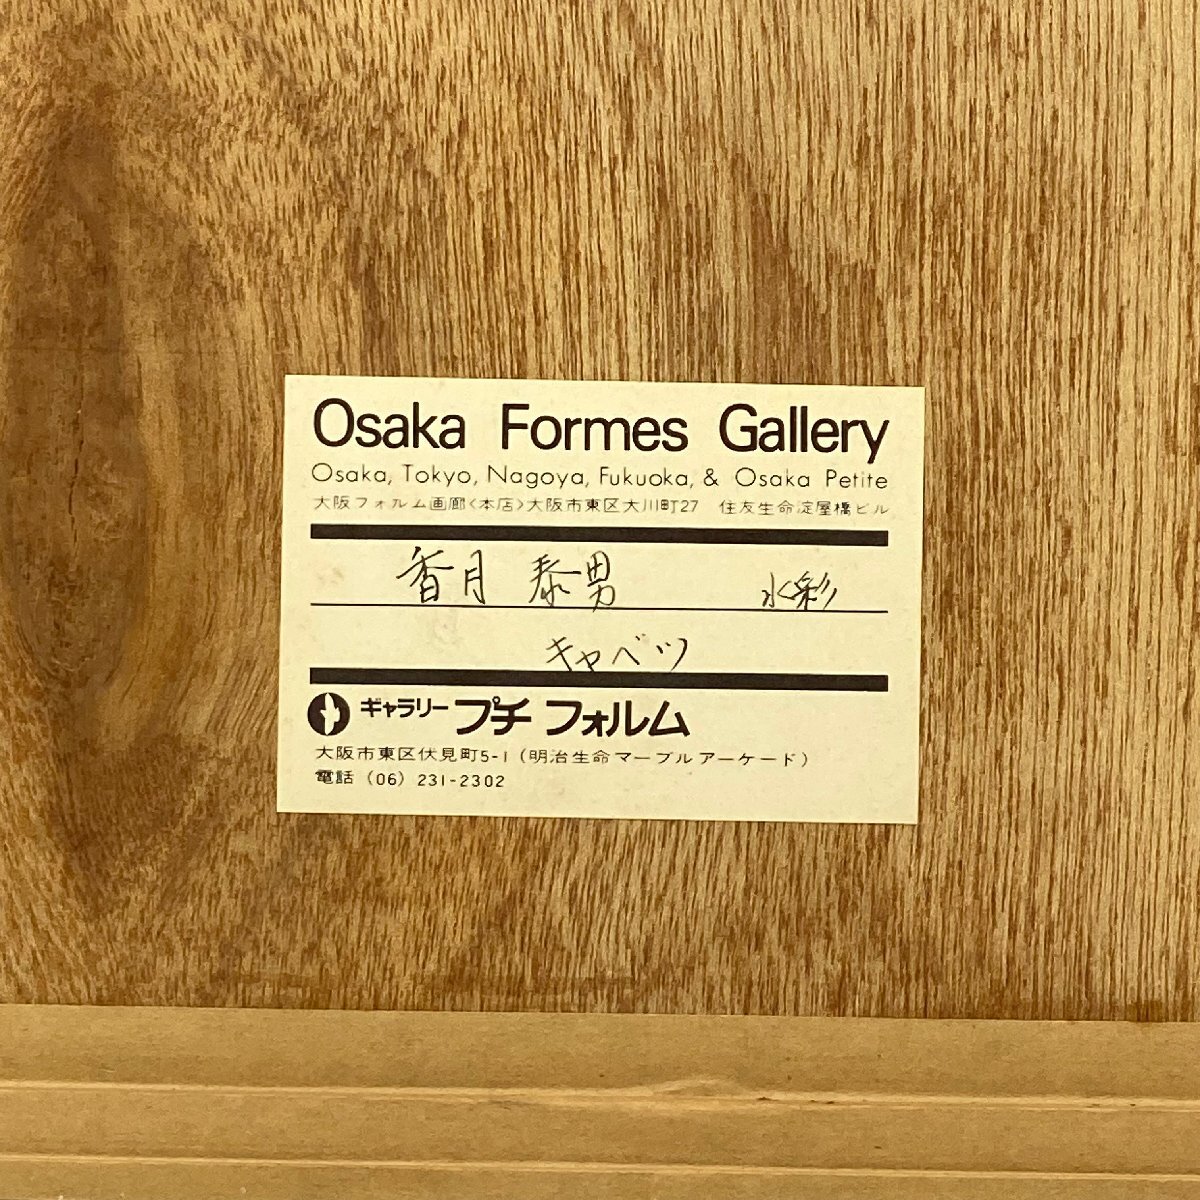 Osaka Formes Gallery
Osaka, Tokyo, Nagoya, Fukuoka, & Osaka Petite
大阪フォルム画廊〈本店〉大阪市東区大川町27 住友生命淀屋橋ビル
香月 泰男 水彩
キャベツ
ギャラリー プチ フォルム
大阪市東区伏見町5-1（明治生命マーブルアーケード）
電話（06）231-2302